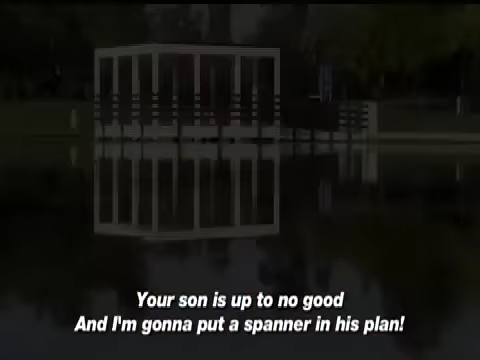 Your son is up to no good
And I'm gonna put a spanner in his plan!